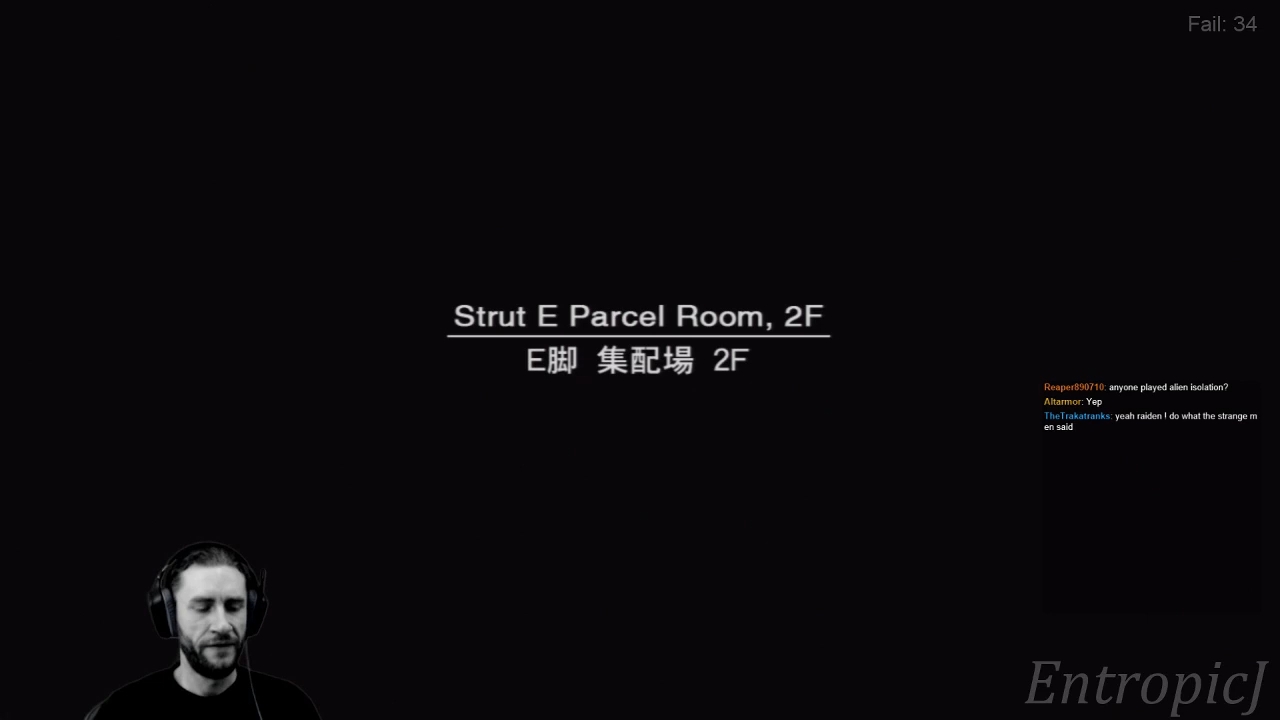 Fail: 34
Strut E Parcel Room, 2F
E脚 集配場 2F
Reaper890710: anyone played alien isolation?
Altarmor: Yep
TheTrakatranks: yeah raiden ! do what the strange m
en said
EntropicJ